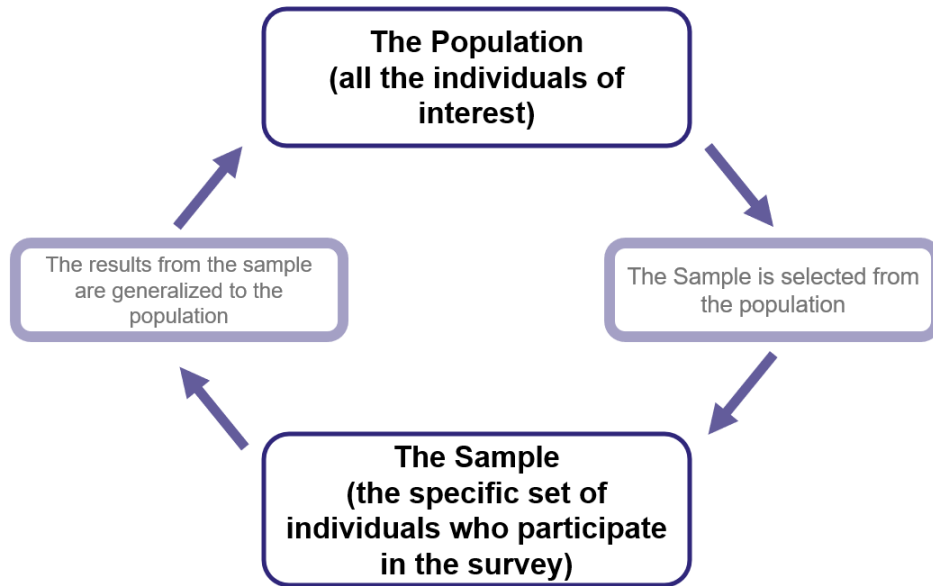 The Population
(all the individuals of
interest)
The results from the sample
are generalized to the
population
The Sample is selected from
the population
The Sample
(the specific set of
individuals who participate
in the survey)